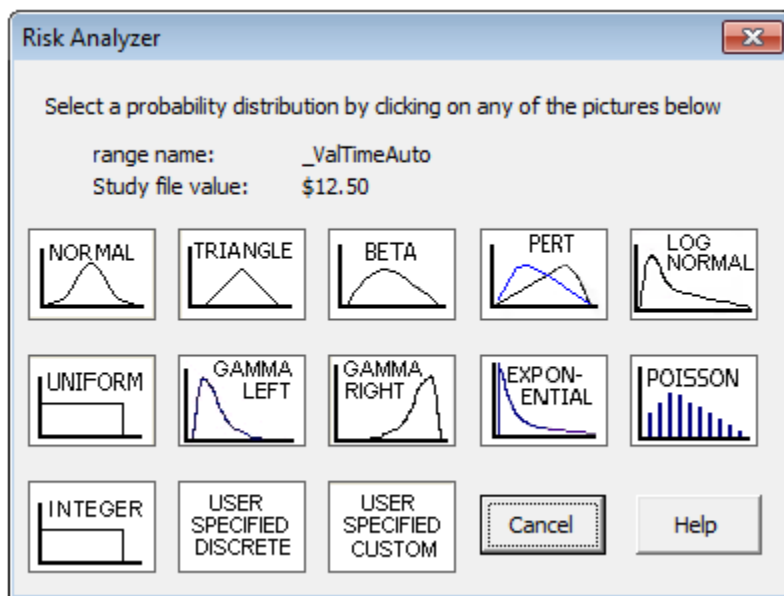 Risk Analyzer
Select a probability distribution by clicking on any of the pictures below
range name: _ValTimeAuto
Study file value: $12.50
NORMAL
TRIANGLE
BETA
PERT
LOG
NORMAL
UNIFORM
GAMMA
LEFT
GAMMA
RIGHT
EXPON-
ENTIAL
POISSON
INTEGER
USER
SPECIFIED
DISCRETE
USER
SPECIFIED
CUSTOM
Cancel
Help